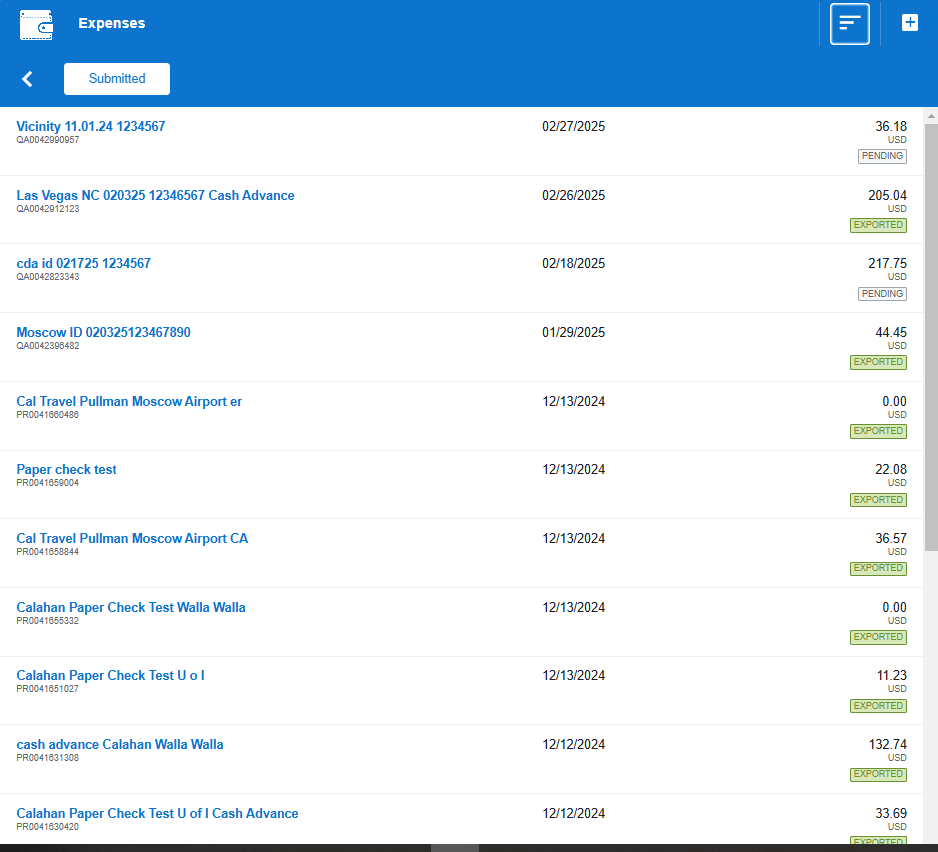 Expenses
Submitted
Vicinity 11.01.24 1234567 02/27/2025 36.18
QA0042990957 USD
PENDING
Las Vegas NC 020325 12346567 Cash Advance 02/26/2025 205.04
QA0042912123 USD
EXPORTED
cda id 021725 1234567 02/18/2025 217.75
QA0042823343 USD
PENDING
Moscow ID 020325123467890 01/29/2025 44.45
QA0042396482 USD
EXPORTED
Cal Travel Pullman Moscow Airport er 12/13/2024 0.00
PR0041660486 USD
EXPORTED
Paper check test 12/13/2024 22.08
PR0041659004 USD
EXPORTED
Cal Travel Pullman Moscow Airport CA 12/13/2024 36.57
PR0041658844 USD
EXPORTED
Calahan Paper Check Test Walla Walla 12/13/2024 0.00
PR0041655332 USD
EXPORTED
Calahan Paper Check Test U o I 12/13/2024 11.23
PR0041651027 USD
EXPORTED
cash advance Calahan Walla Walla 12/12/2024 132.74
PR0041631308 USD
EXPORTED
Calahan Paper Check Test U of I Cash Advance 12/12/2024 33.69
PR0041630420 USD
EXPORTED